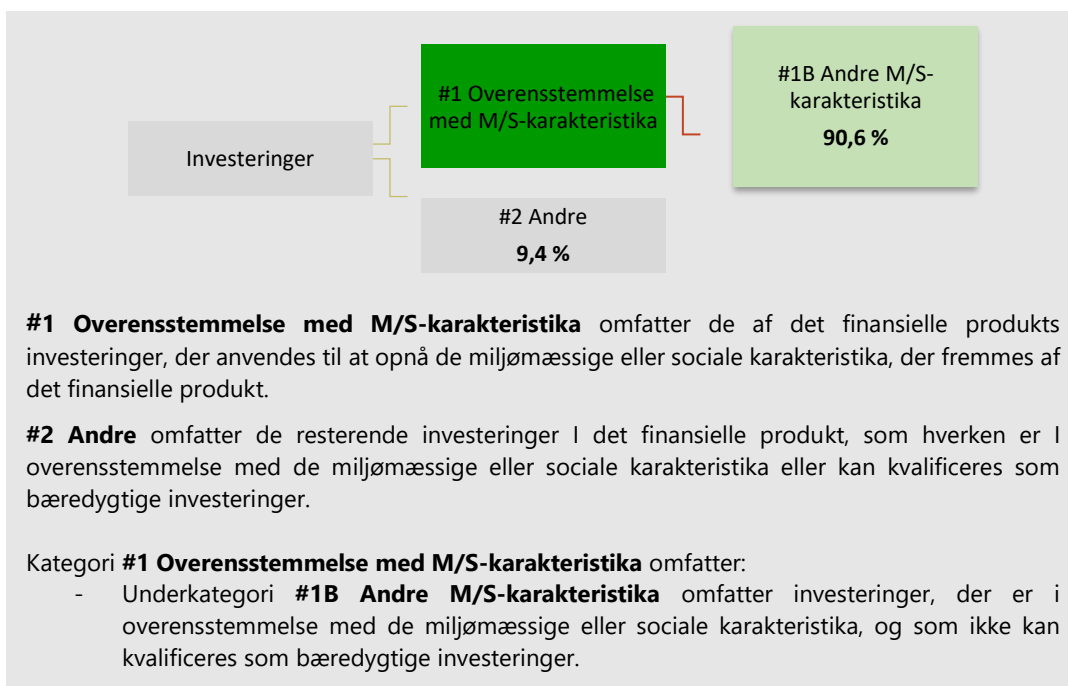 #1B Andre M/S-
karakteristika
90,6 %
#1 Overensstemmelse
med M/S-karakteristika
Investeringer
#2 Andre
9,4 %
#1 Overensstemmelse med M/S-karakteristika omfatter de af det finansielle produkts
investeringer, der anvendes til at opnå de miljømæssige eller sociale karakteristika, der fremmes af
det finansielle produkt.
#2 Andre omfatter de resterende investeringer I det finansielle produkt, som hverken er I
overensstemmelse med de miljømæssige eller sociale karakteristika eller kan kvalificeres som
bæredygtige investeringer.
Kategori #1 Overensstemmelse med M/S-karakteristika omfatter:
- Underkategori #1B Andre M/S-karakteristika omfatter investeringer, der er i
overensstemmelse med de miljømæssige eller sociale karakteristika, og som ikke kan
kvalificeres som bæredygtige investeringer.